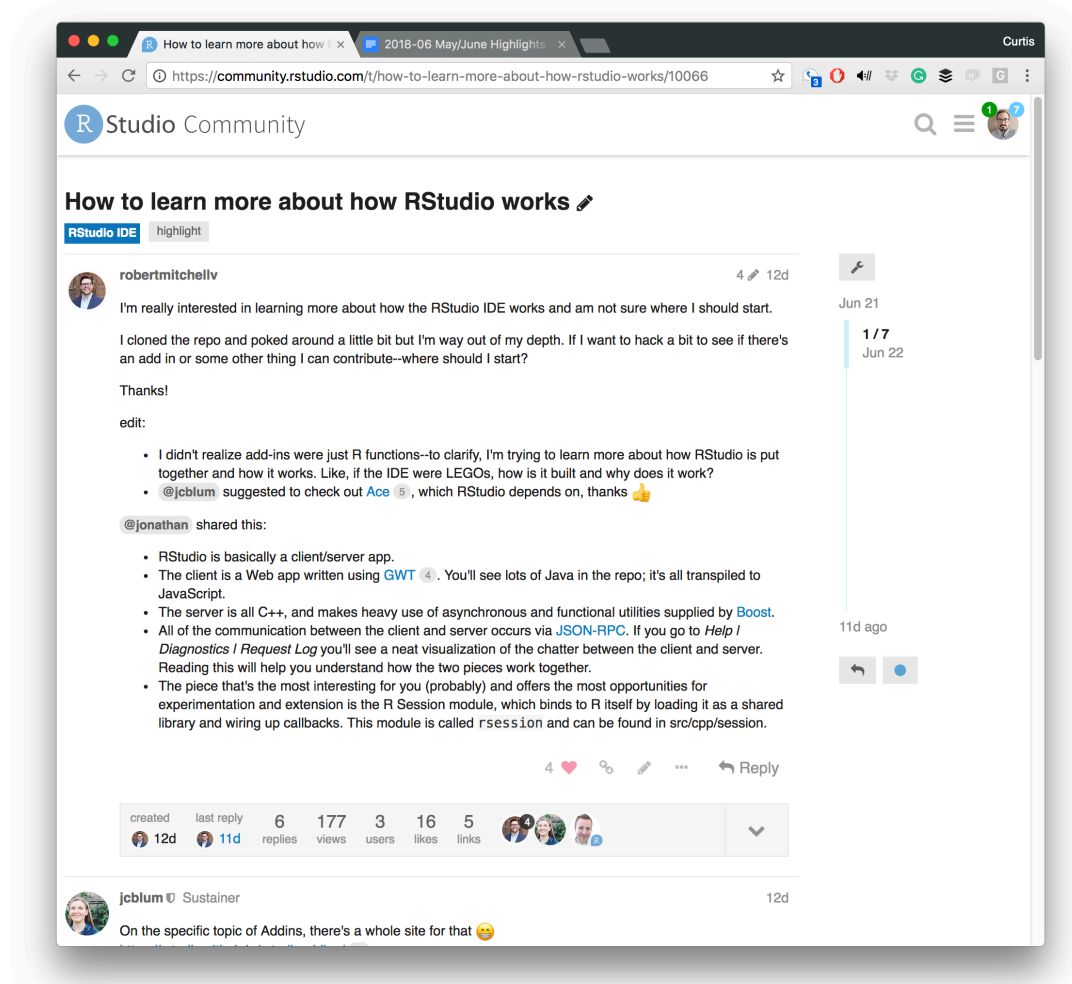 How to learn more about how R
2018-06 May/June Highlights
Curtis
https://community.rstudio.com/t/how-to-learn-more-about-how-rstudio-works/10066
3
G
R Studio Community
1
7
How to learn more about how RStudio works
RStudio IDE highlight
robertmitchellv 4 12d
I'm really interested in learning more about how the RStudio IDE works and am not sure where I should start.
I cloned the repo and poked around a little bit but I'm way out of my depth. If I want to hack a bit to see if there's
an add in or some other thing I can contribute--where should I start?
Thanks!
edit:
• I didn't realize add-ins were just R functions--to clarify, I'm trying to learn more about how RStudio is put
together and how it works. Like, if the IDE were LEGOs, how is it built and why does it work?
• @jcblum suggested to check out Ace 5 , which RStudio depends on, thanks 👍
@jonathan shared this:
• RStudio is basically a client/server app.
• The client is a Web app written using GWT 4 . You'll see lots of Java in the repo; it's all transpiled to
JavaScript.
• The server is all C++, and makes heavy use of asynchronous and functional utilities supplied by Boost.
• All of the communication between the client and server occurs via JSON-RPC. If you go to Help /
Diagnostics / Request Log you'll see a neat visualization of the chatter between the client and server.
Reading this will help you understand how the two pieces work together.
• The piece that's the most interesting for you (probably) and offers the most opportunities for
experimentation and extension is the R Session module, which binds to R itself by loading it as a shared
library and wiring up callbacks. This module is called rsession and can be found in src/cpp/session.
4 Reply
created last reply 6 177 3 16 5 4
12d 11d replies views users likes links
jcblum Sustainer 12d
On the specific topic of Addins, there's a whole site for that 😁
Jun 21
1 / 7
Jun 22
11d ago